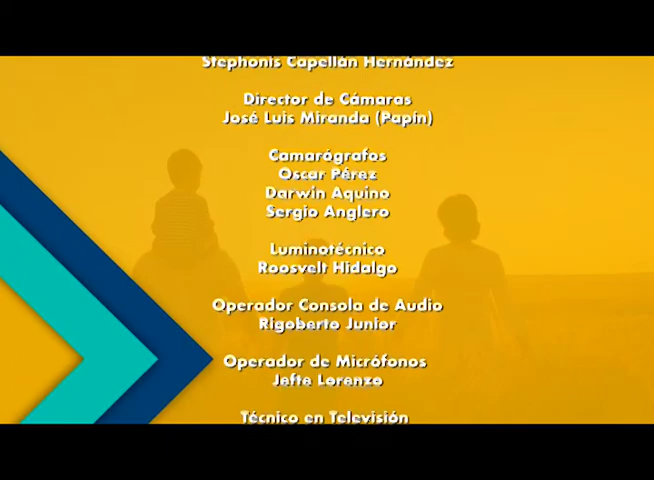 Stephonis Capellán Hernández
Director de Cámaras
José Luis Miranda (Papín)
Camarógrafos
Oscar Pérez
Darwin Aquino
Sergio Anglero
Luminotécnico
Roosvelt Hidalgo
Operador Consola de Audio
Rigoberto Junior
Operador de Micrófonos
Jefte Lorenzo
Técnico en Televisión